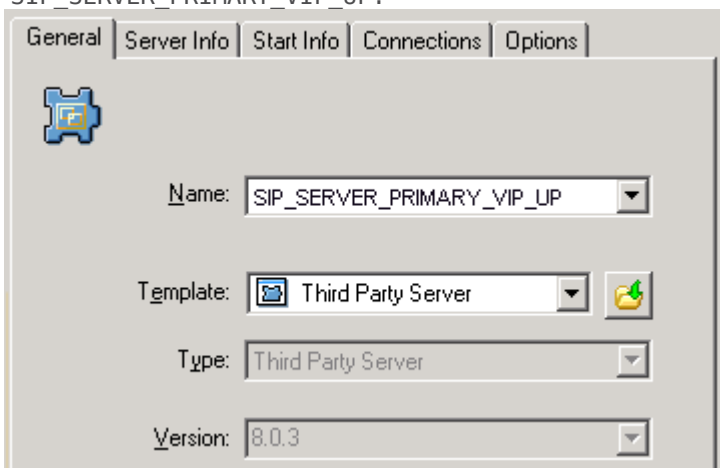 SIP_SERVER_PRIMARY_VIP_UP.
General Server Info Start Info Connections Options
Name: SIP_SERVER_PRIMARY_VIP_UP
Template: Third Party Server
Type: Third Party Server
Version: 8.0.3